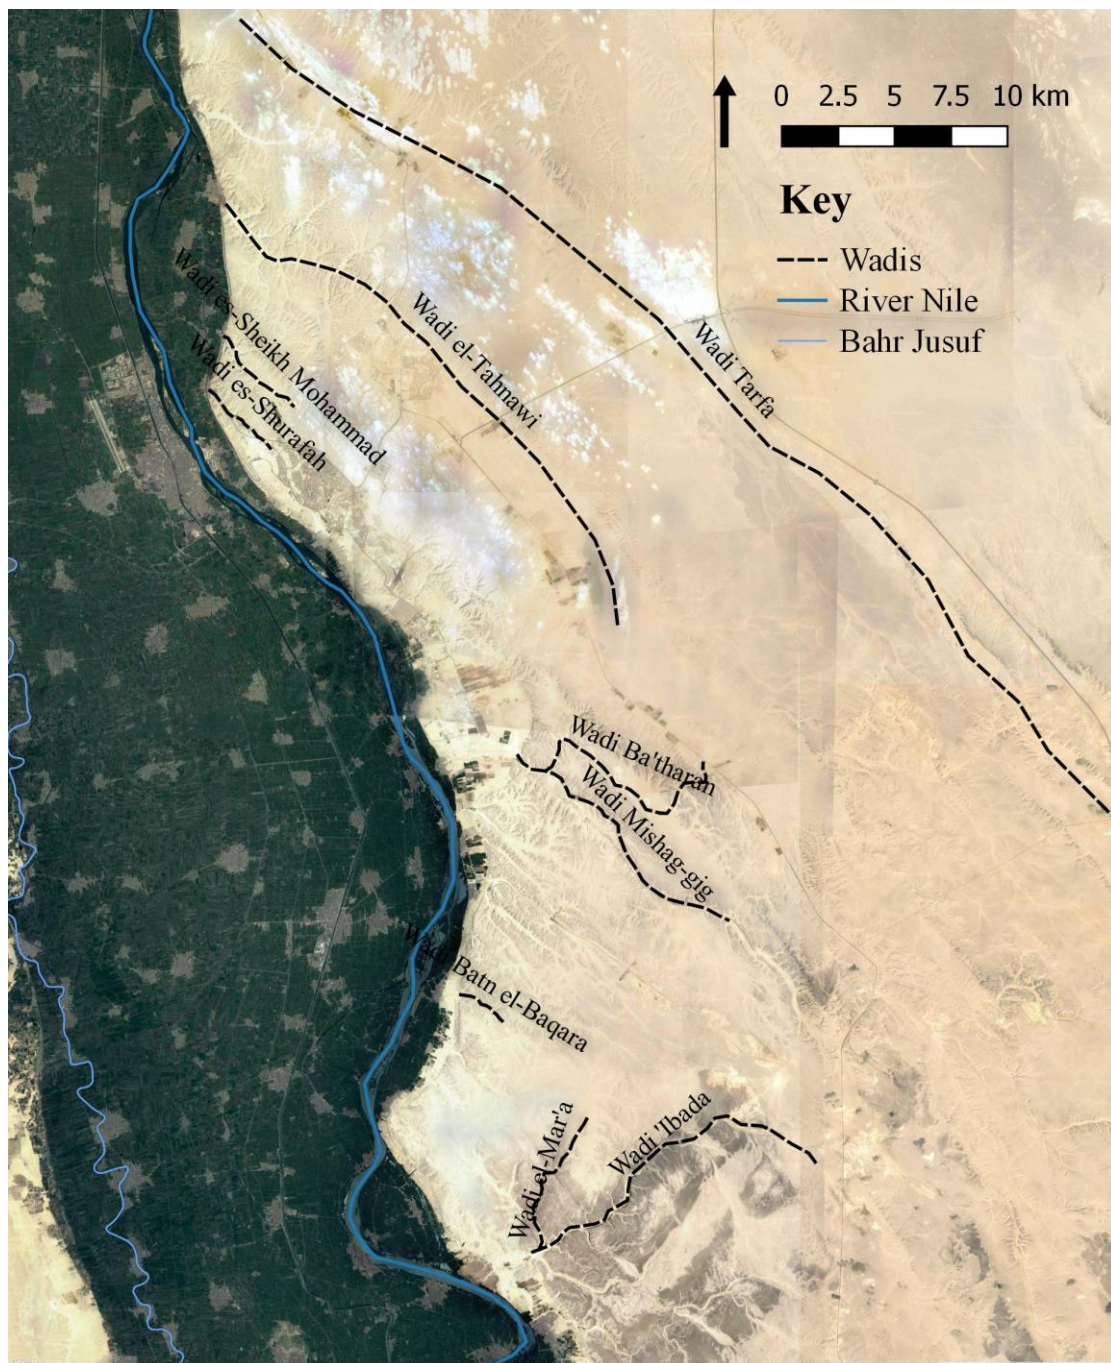 0 2.5 5 7.5 10 km
Key
Wadis
River Nile
Bahr Jusuf
Wadi Tarfa
Wadi el-Tahnawi
Wadi es-Sheikh Mohammad
Wadi es-Shurafah
Wadi Ba'tharan
Wadi Mishag-gig
Wadi Batn el-Baqara
Wadi el-Mar'a
Wadi 'Ibada